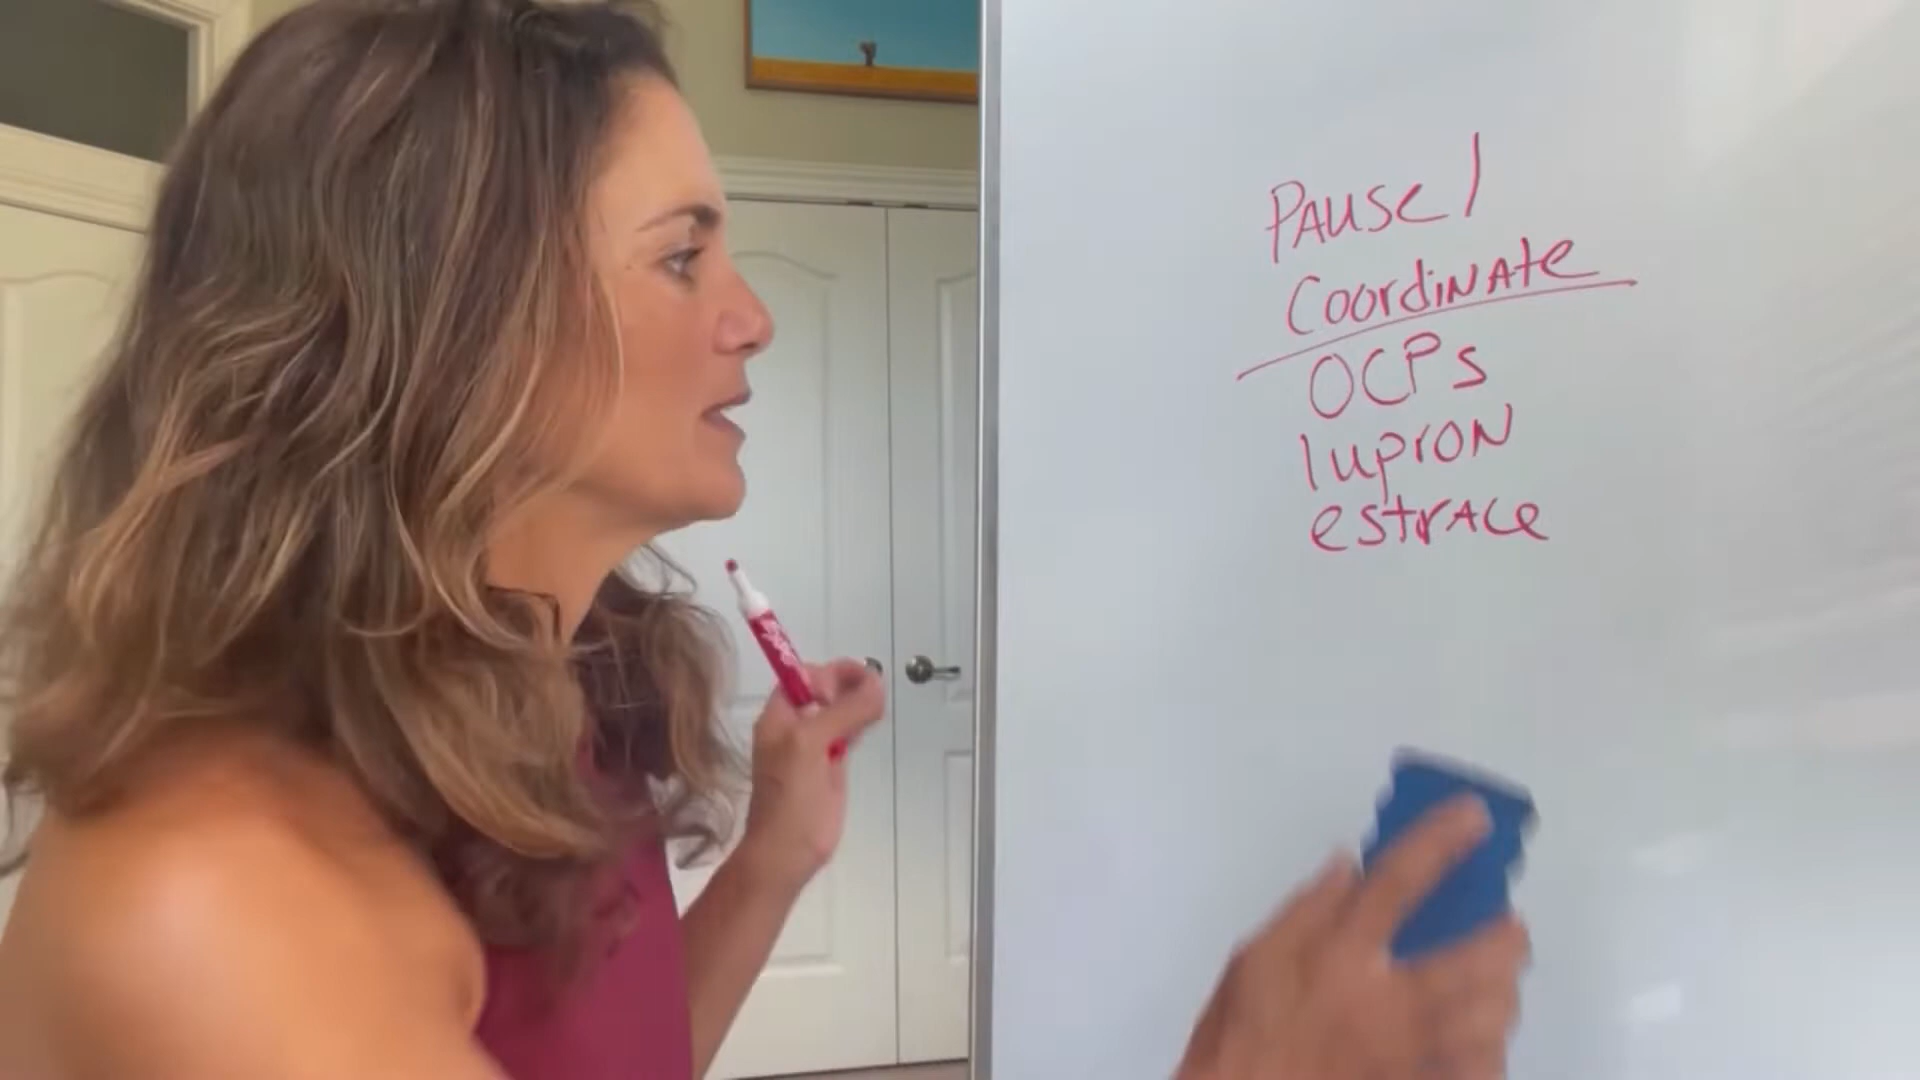 PAUSE /
COOrdiNAte
OCPs
luprON
estrAce